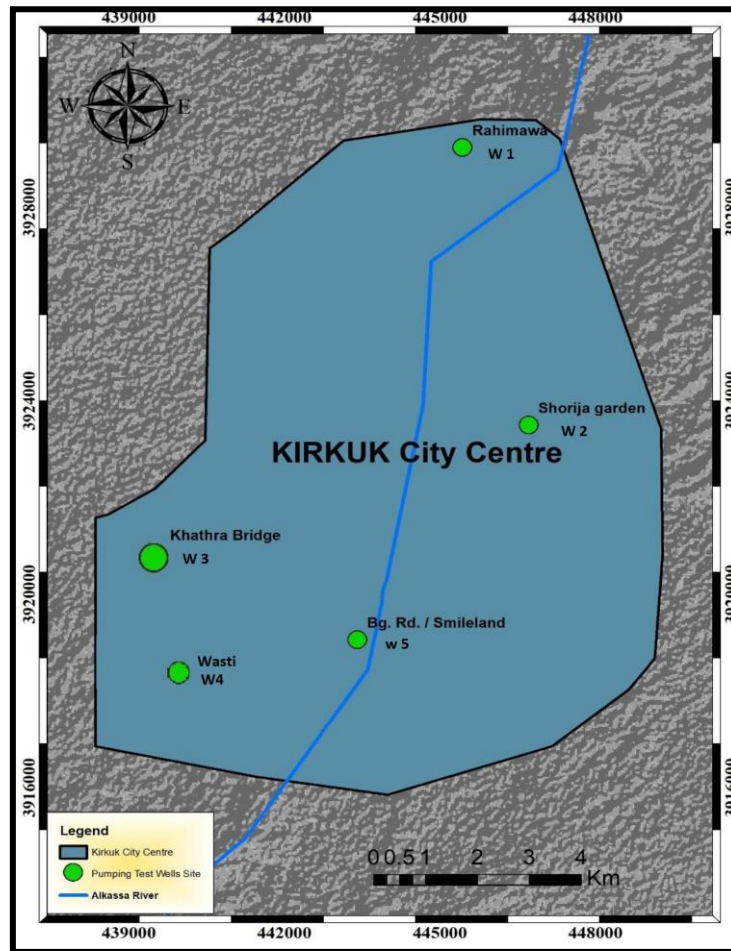 439000 442000 445000 448000
N
W E
S
Rahimawa
W 1
3928000 3928000
3924000 3924000
Shorija garden
W 2
KIRKUK City Centre
Khathra Bridge
W 3
3920000 3920000
Bg. Rd. / Smileland
w 5
Wasti
W4
3916000 3916000
Legend
Kirkuk City Centre
Pumping Test Wells Site
Alkassa River
0 0.5 1 2 3 4
Km
439000 442000 445000 448000